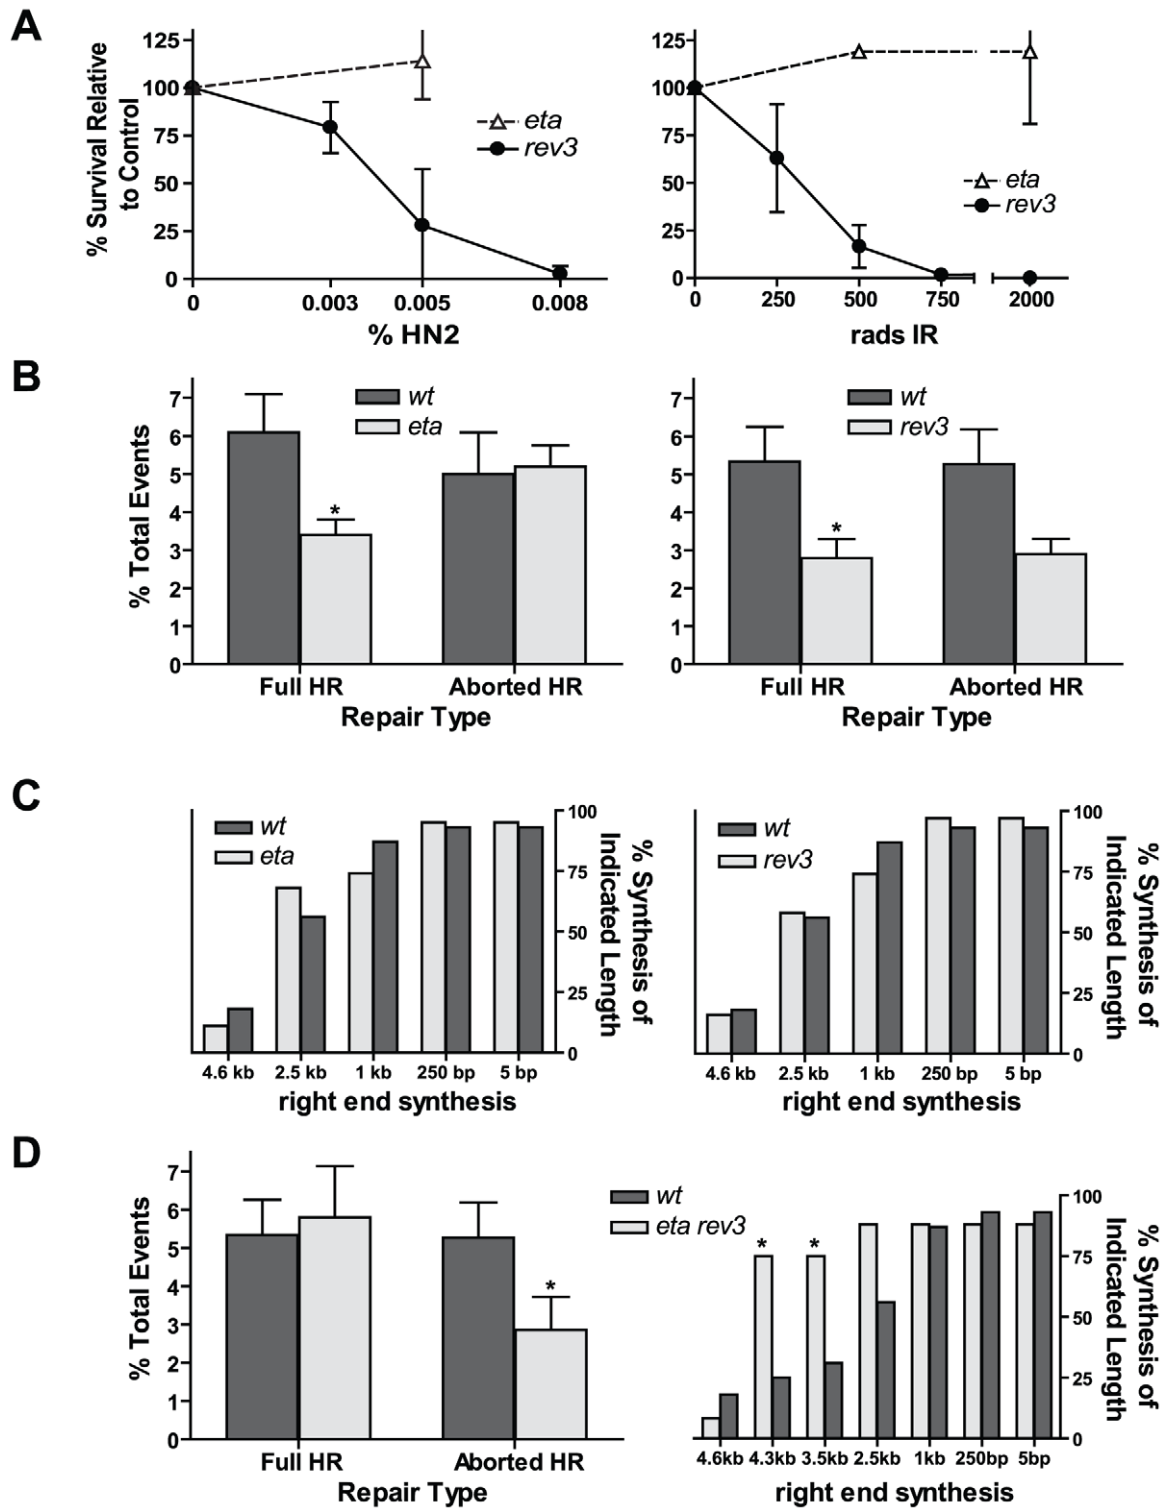 A
% Survival Relative
to Control
125
100
75
50
25
0
0 0.003 0.005 0.008
% HN2
eta
rev3
125
100
75
50
25
0
0 250 500 750 2000
rads IR
eta
rev3
B
% Total Events
7
6
5
4
3
2
1
0
wt
eta
*
Full HR Aborted HR
Repair Type
7
6
5
4
3
2
1
0
wt
rev3
*
Full HR Aborted HR
Repair Type
C
wt
eta
100
75
50
25
0
% Synthesis of
Indicated Length
4.6 kb 2.5 kb 1 kb 250 bp 5 bp
right end synthesis
wt
rev3
100
75
50
25
0
% Synthesis of
Indicated Length
4.6 kb 2.5 kb 1 kb 250 bp 5 bp
right end synthesis
D
% Total Events
7
6
5
4
3
2
1
0
*
Full HR Aborted HR
Repair Type
wt
eta rev3
* *
100
75
50
25
0
% Synthesis of
Indicated Length
4.6kb 4.3kb 3.5kb 2.5kb 1kb 250bp 5bp
right end synthesis